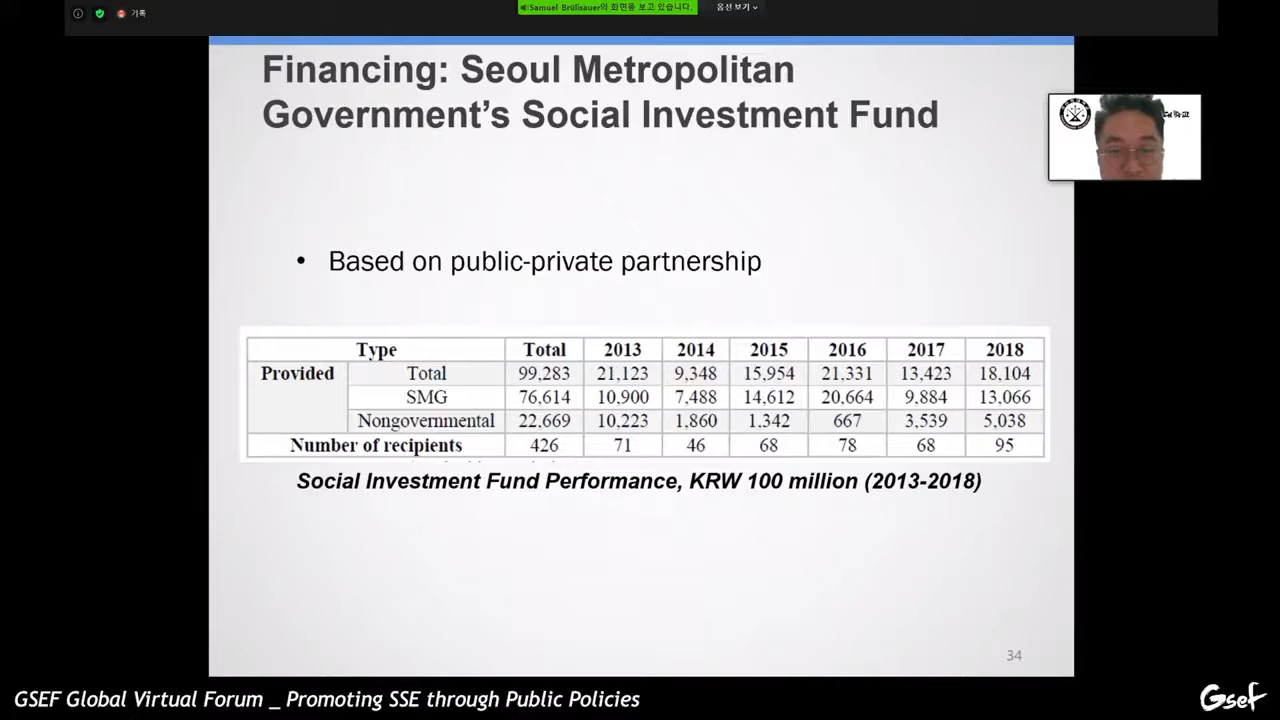 기록
Samuel Brülisauer의 화면을 보고 있습니다.
옵션 보기
Financing: Seoul Metropolitan
Government's Social Investment Fund
• Based on public-private partnership
Type Total 2013 2014 2015 2016 2017 2018
Provided Total 99,283 21,123 9,348 15,954 21,331 13,423 18,104
SMG 76,614 10,900 7,488 14,612 20,664 9,884 13,066
Nongovernmental 22,669 10,223 1,860 1,342 667 3,539 5,038
Number of recipients 426 71 46 68 78 68 95
Social Investment Fund Performance, KRW 100 million (2013-2018)
34
GSEF Global Virtual Forum _ Promoting SSE through Public Policies
Gsef